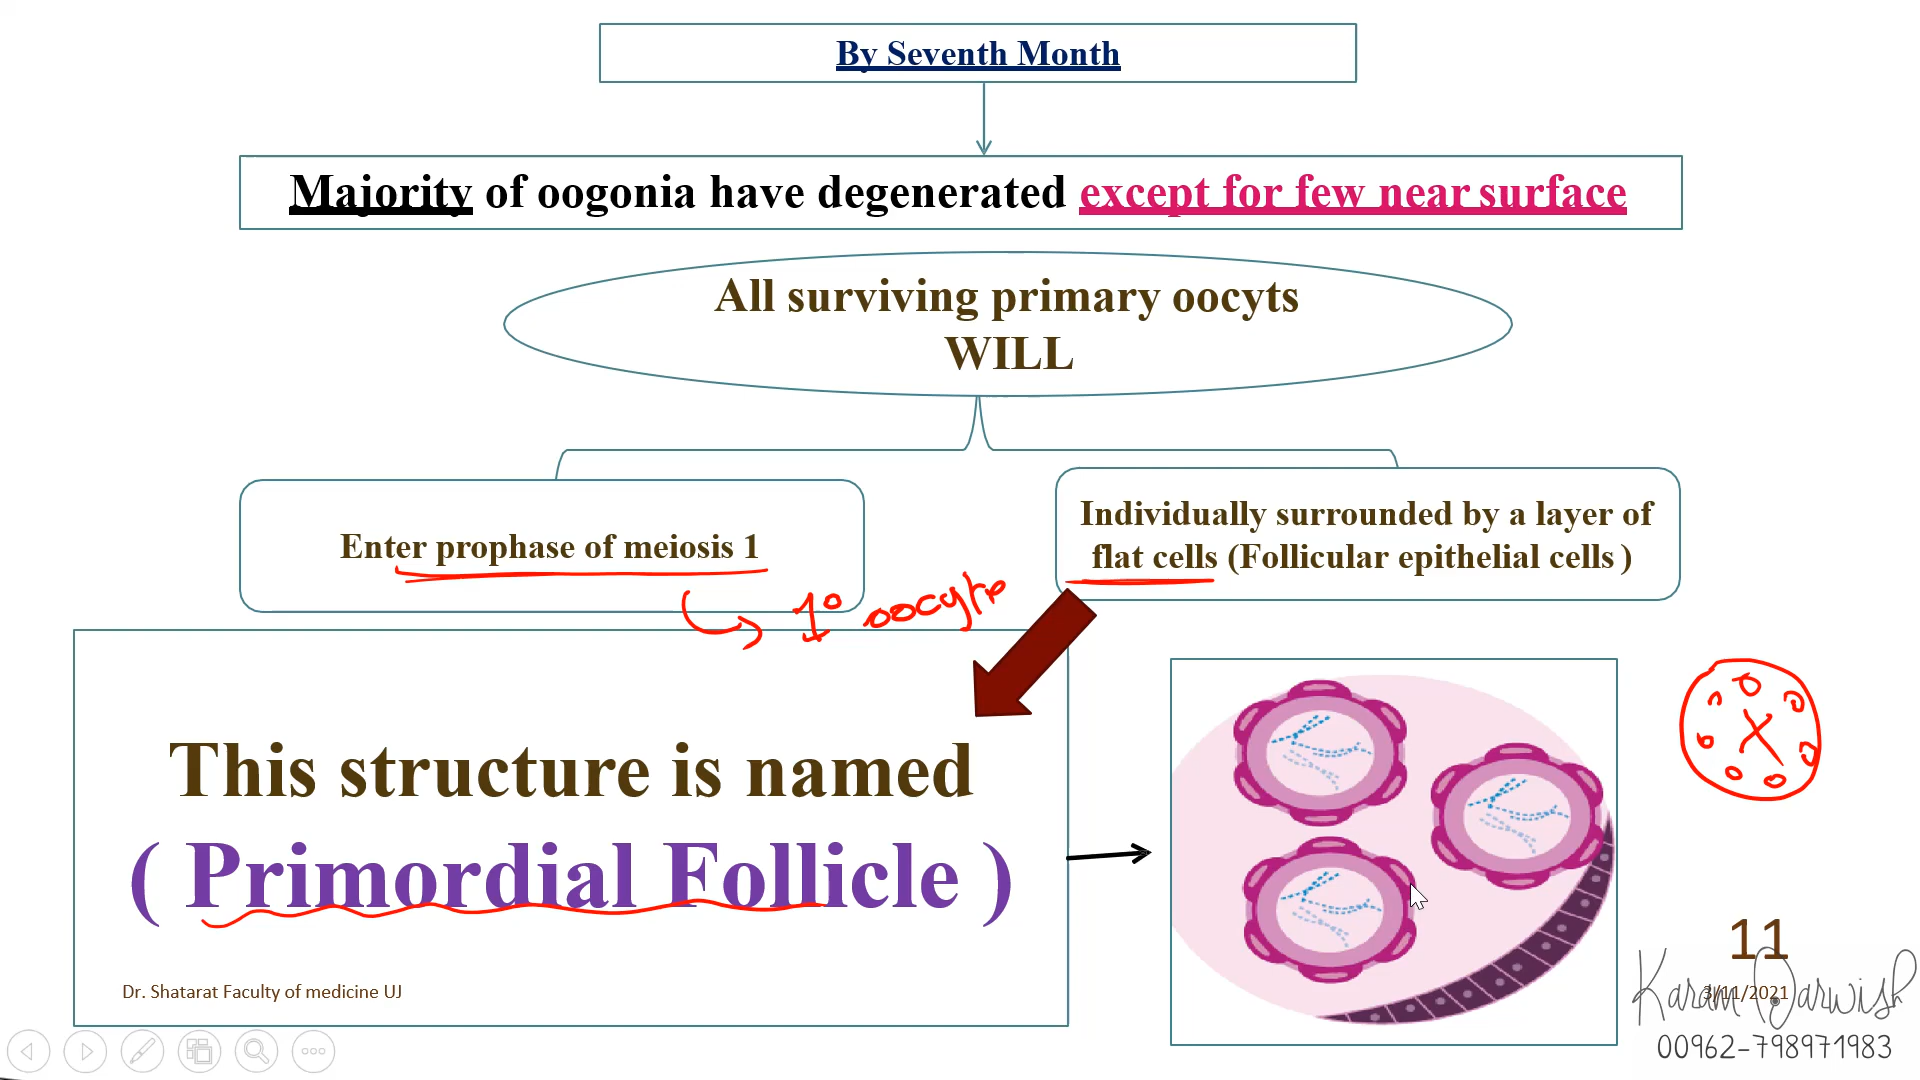 By Seventh Month
Majority of oogonia have degenerated except for few near surface
All surviving primary oocyts
WILL
Enter prophase of meiosis 1
Individually surrounded by a layer of
flat cells (Follicular epithelial cells )
1° oocyte
This structure is named
( Primordial Follicle )
Dr. Shatarat Faculty of medicine UJ
11
3/11/2021
Karam Darwish
00962-798971983